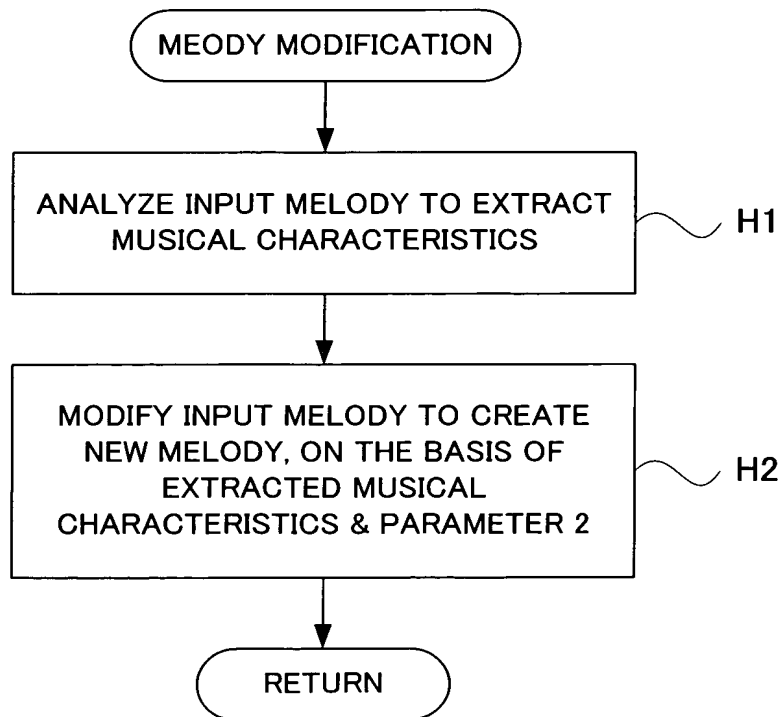 MEODY MODIFICATION
ANALYZE INPUT MELODY TO EXTRACT
MUSICAL CHARACTERISTICS
H1
MODIFY INPUT MELODY TO CREATE
NEW MELODY, ON THE BASIS OF
EXTRACTED MUSICAL
CHARACTERISTICS & PARAMETER 2
H2
RETURN